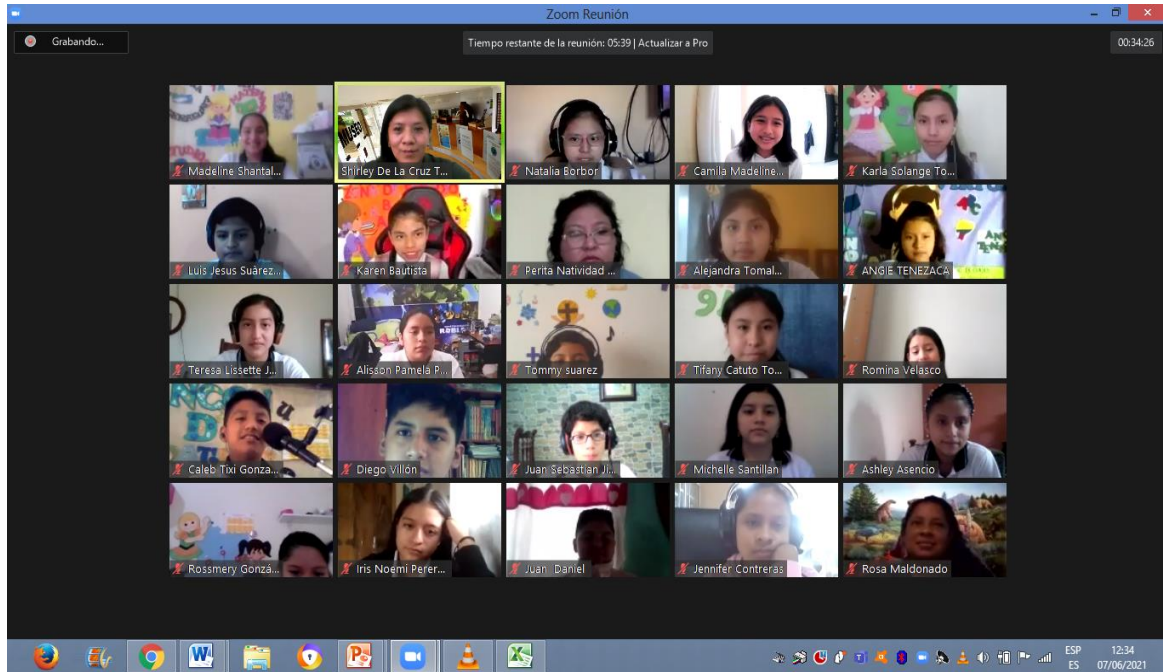 Zoom Reunión
Grabando...
Tiempo restante de la reunión: 05:39 | Actualizar a Pro
00:34:26
Madeline Shantal...
Shirley De La Cruz T...
Natalia Borbor
Camila Madeline...
Karla Solange To...
Luis Jesus Suàrez...
Karen Bautista
Perita Natividad ...
Alejandra Tomal...
ANGIE TENEZACA
Teresa Lissette J...
Alisson Pamela P...
Tommy suarez
Tifany Catuto To...
Romina Velasco
Caleb Tixi Gonza...
Diego Villón
Juan Sebastian Ji...
Michelle Santillan
Ashley Asencio
Rossmery Gonzá...
Iris Noemi Perer...
Juan Daniel
Jennifer Contreras
Rosa Maldonado
ESP
12:34
ES
07/06/2021